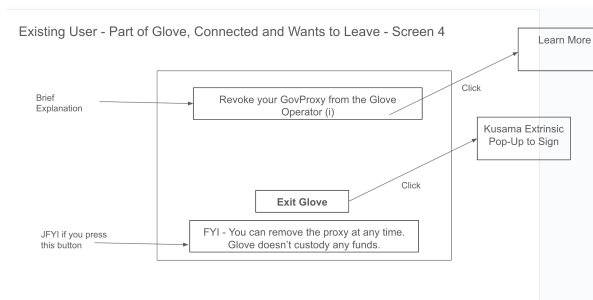 Existing User - Part of Glove, Connected and Wants to Leave - Screen 4
Learn More
Brief
Explanation
Revoke your GovProxy from the Glove
Operator (i)
Click
Kusama Extrinsic
Pop-Up to Sign
Click
Exit Glove
JFYI if you press
this button
FYI - You can remove the proxy at any time.
Glove doesn't custody any funds.